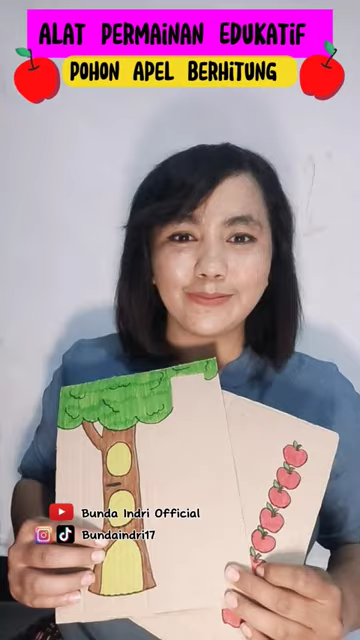 ALAT PERMAINAN EDUKATIF
POHON APEL BERHITUNG
Bunda Indri Official
Bundaindri17